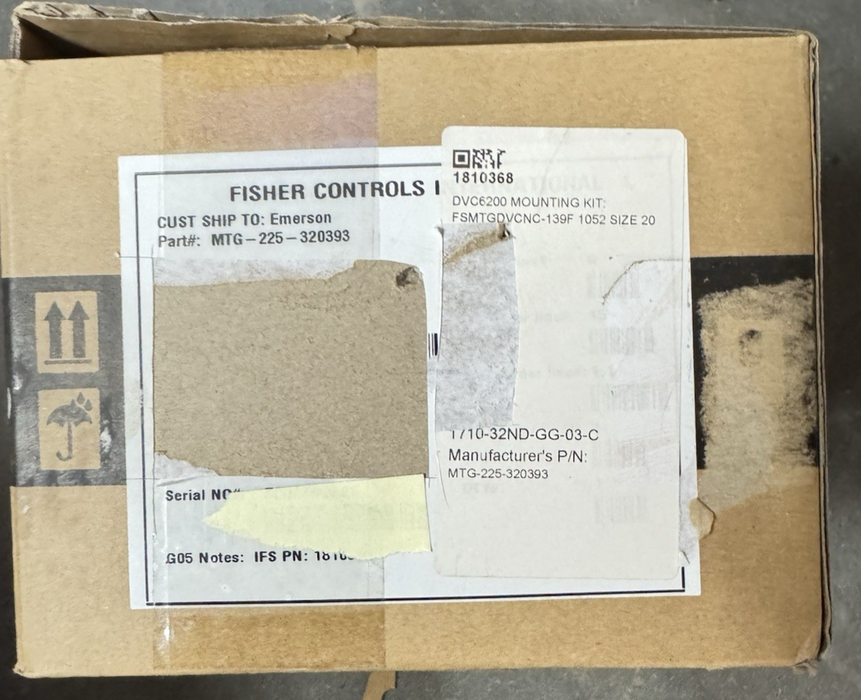 FISHER CONTROLS
CUST SHIP TO: Emerson
Part#: MTG-225-320393
Serial NO#
G05 Notes: IFS PN:
1810368
DVC6200 MOUNTING KIT:
FSMTGDVCNC-139F 1052 SIZE 20
1710-32ND-GG-03-C
Manufacturer's P/N:
MTG-225-320393